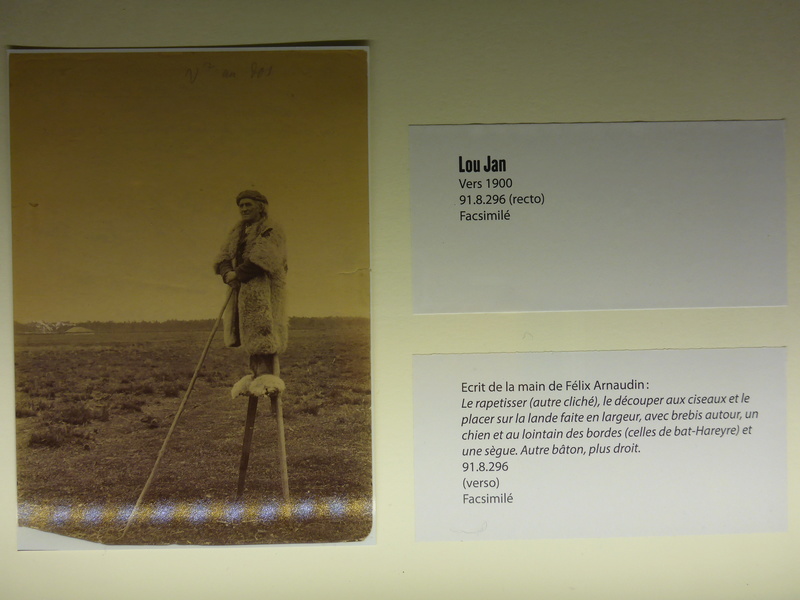 Lou Jan
Vers 1900
91.8.296 (recto)
Facsimilé
Ecrit de la main de Félix Arnaudin :
Le rapetisser (autre cliché), le découper aux ciseaux et le
placer sur la lande faite en largeur, avec brebis autour, un
chien et au lointain des bordes (celles de bat-Hareyre) et
une sègue. Autre bâton, plus droit.
91.8.296
(verso)
Facsimilé